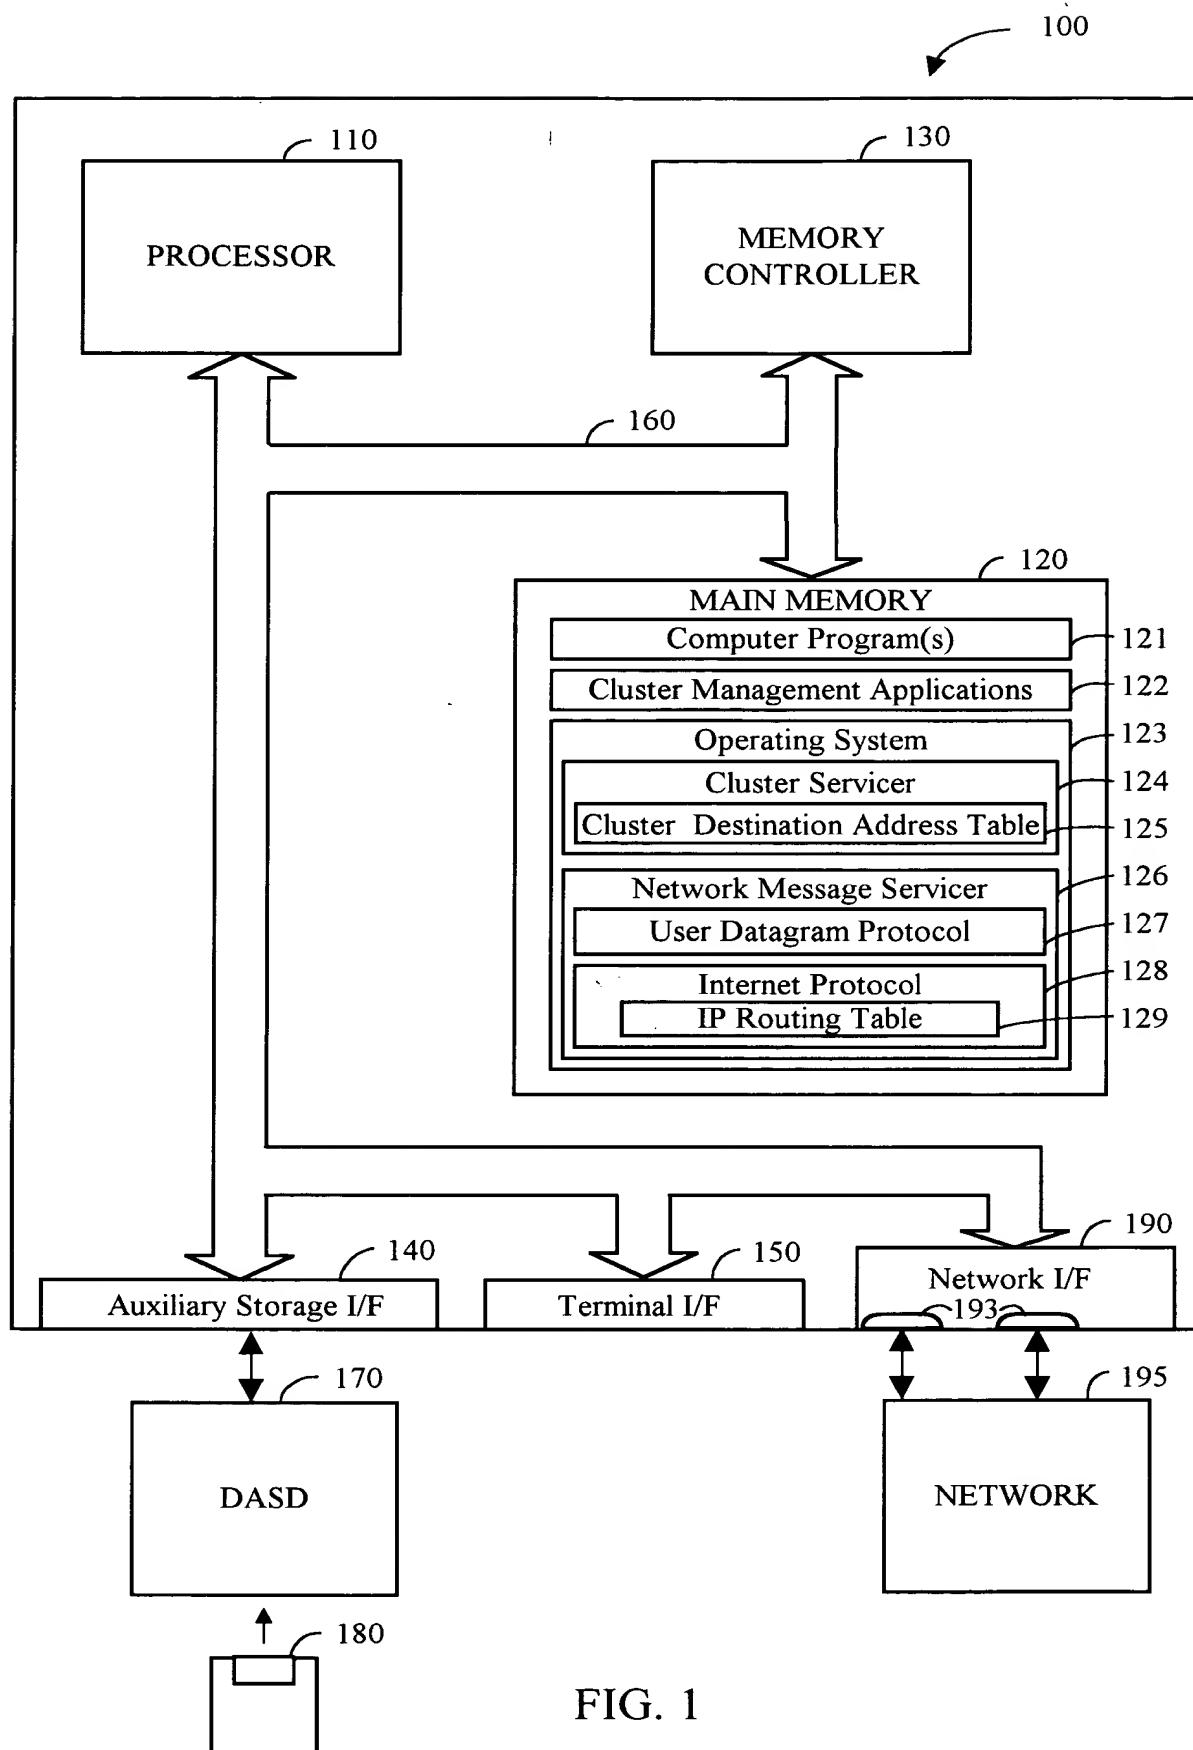 100
110
130
PROCESSOR
MEMORY
CONTROLLER
160
120
MAIN MEMORY
Computer Program(s)
121
Cluster Management Applications
122
Operating System
123
Cluster Servicer
124
Cluster Destination Address Table
125
Network Message Servicer
126
User Datagram Protocol
127
Internet Protocol
128
IP Routing Table
129
140
150
190
Auxiliary Storage I/F
Terminal I/F
Network I/F
193
170
195
DASD
NETWORK
180
FIG. 1